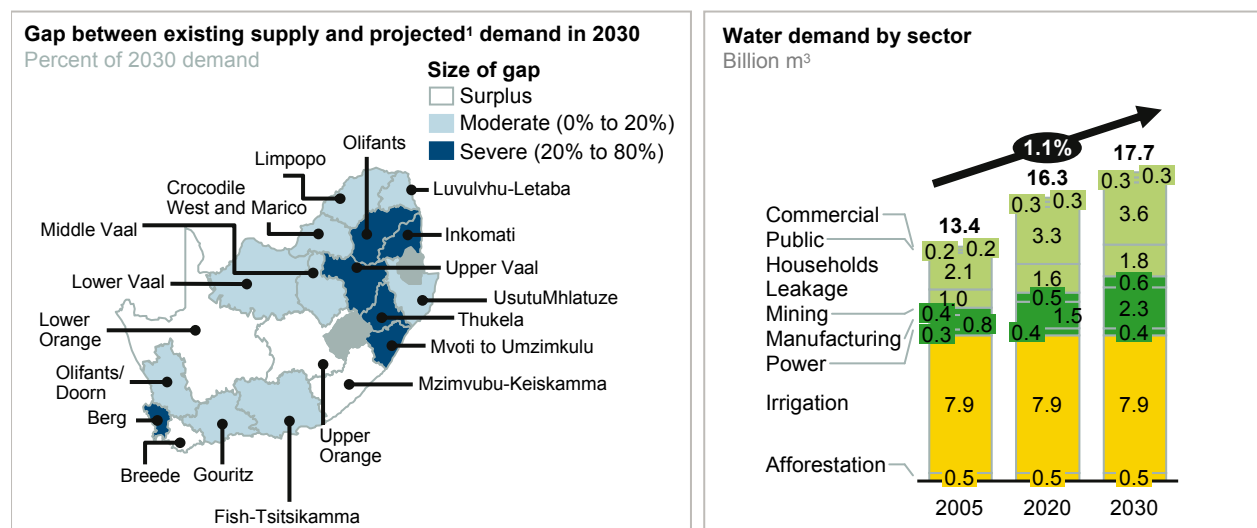 Gap between existing supply and projected¹ demand in 2030
Percent of 2030 demand
Size of gap
Surplus
Moderate (0% to 20%)
Severe (20% to 80%)
Olifants
Limpopo
Luvulvhu-Letaba
Crocodile
West and Marico
Middle Vaal
Inkomati
Upper Vaal
Lower Vaal
UsutuMhlatuze
Thukela
Lower
Orange
Mvoti to Umzimkulu
Olifants/
Doorn
Mzimvubu-Keiskamma
Berg
Upper
Orange
Breede
Gouritz
Fish-Tsitsikamma
Water demand by sector
Billion m³
1.1%
13.4
16.3
17.7
Commercial
Public
Households
Leakage
Mining
Manufacturing
Power
Irrigation
Afforestation
0.2 0.2
2.1
1.0
0.4
0.8
0.3
7.9
0.5
2005
0.3 0.3
3.3
1.6
0.5
1.5
0.4
7.9
0.5
2020
0.3 0.3
3.6
1.8
0.6
2.3
0.4
7.9
0.5
2030